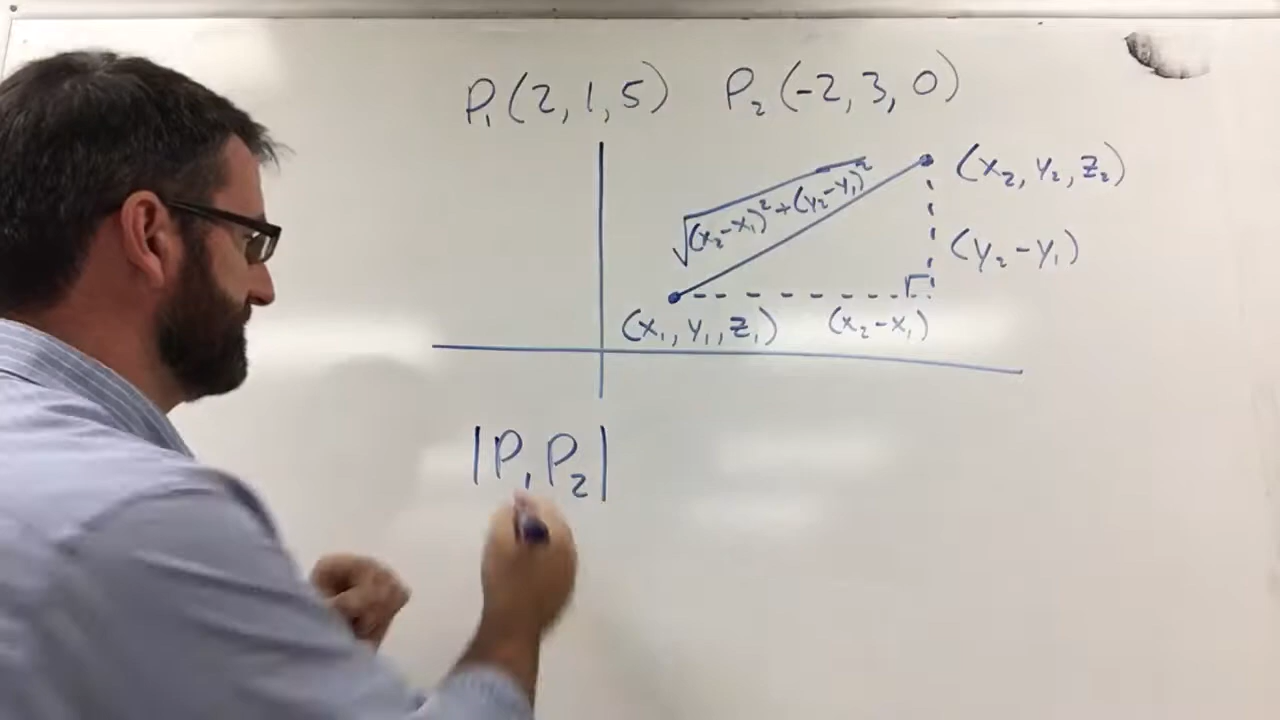 P₁(2,1,5) P₂(-2,3,0)
(x₂,y₂,z₂)
√(x₂-x₁)²+(y₂-y₁)²
(y₂-y₁)
(x₁,y₁,z₁) (x₂-x₁)
|P₁P₂|